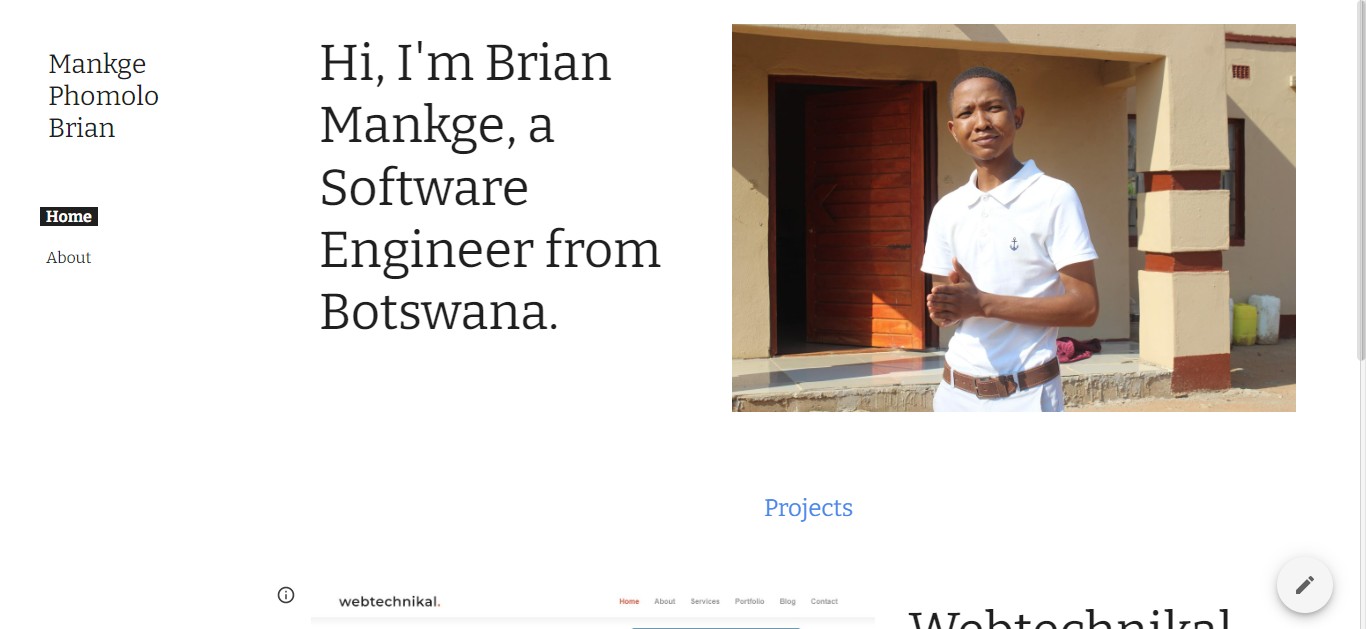 Mankge
Phomolo
Brian
Home
About
Hi, I'm Brian
Mankge, a
Software
Engineer from
Botswana.
Projects
webtechnikal.
Home About Services Portfolio Blog Contact
Webtechnikal